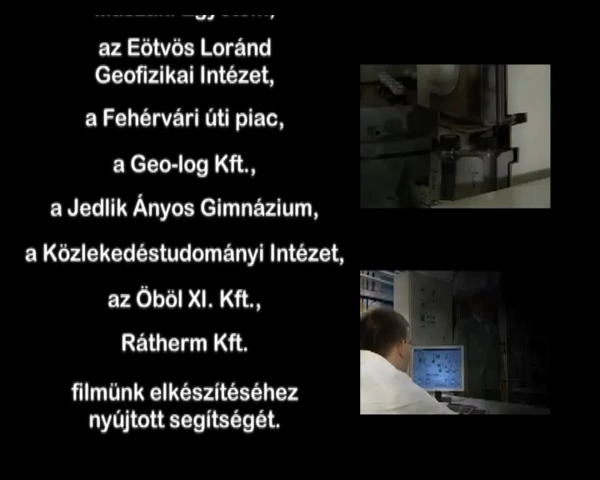 az Eötvös Loránd
Geofizikai Intézet,
a Fehérvári úti piac,
a Geo-log Kft.,
a Jedlik Ányos Gimnázium,
a Közlekedéstudományi Intézet,
az Öböl XI. Kft.,
Rátherm Kft.
filmünk elkészítéséhez
nyújtott segítségét.